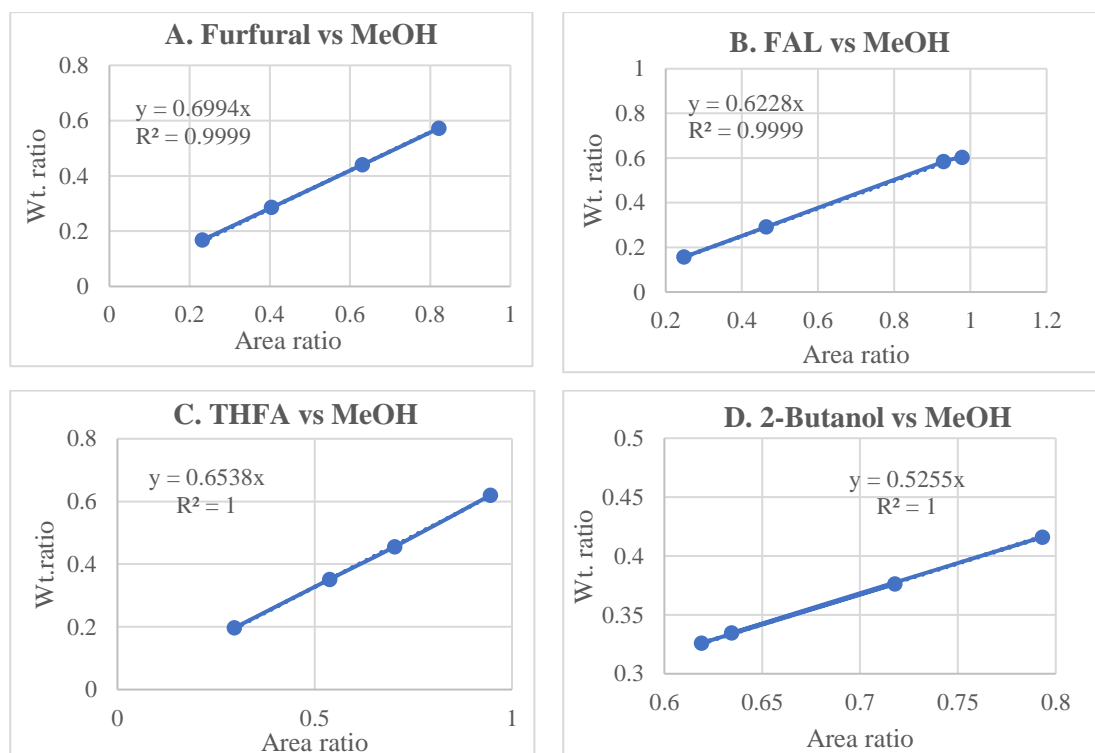 A. Furfural vs MeOH
0.8
0.6
0.4
0.2
0
Wt. ratio
y = 0.6994x
R² = 0.9999
0 0.2 0.4 0.6 0.8 1
Area ratio
B. FAL vs MeOH
1
0.8
0.6
0.4
0.2
0
Wt. ratio
y = 0.6228x
R² = 0.9999
0.2 0.4 0.6 0.8 1 1.2
Area ratio
C. THFA vs MeOH
0.8
0.6
0.4
0.2
0
Wt.ratio
y = 0.6538x
R² = 1
0 0.5 1
Area ratio
D. 2-Butanol vs MeOH
0.5
0.45
0.4
0.35
0.3
Wt. ratio
y = 0.5255x
R² = 1
0.6 0.65 0.7 0.75 0.8
Area ratio